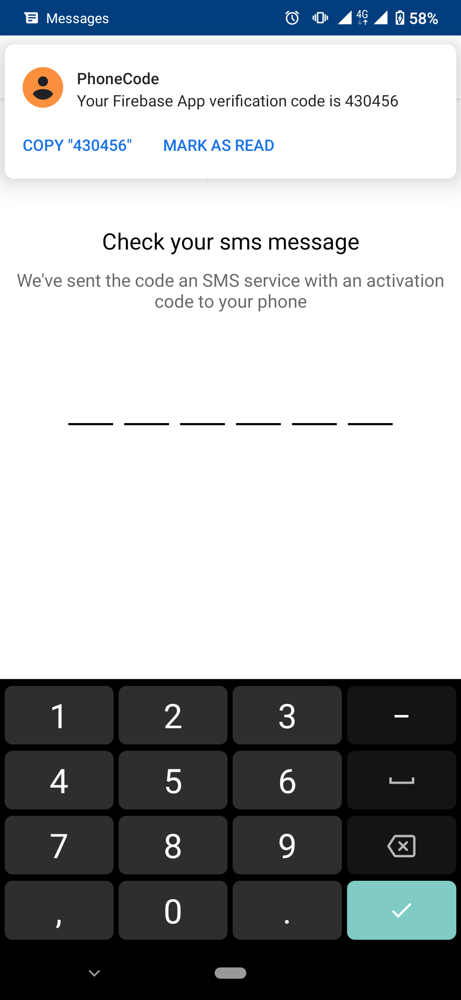 Messages
4G
58%
PhoneCode
Your Firebase App verification code is 430456
COPY "430456" MARK AS READ
Check your sms message
We've sent the code an SMS service with an activation
code to your phone
1 2 3 –
4 5 6
7 8 9
, 0 .